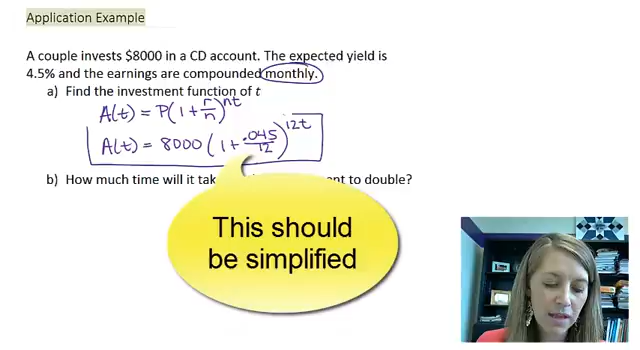 Application Example
A couple invests $8000 in a CD account. The expected yield is
4.5% and the earnings are compounded monthly.
a) Find the investment function of t
A(t) = P(1 + r/n)^nt
A(t) = 8000 (1 + .045/12)^12t
b) How much time will it ent to double?
This should
be simplified